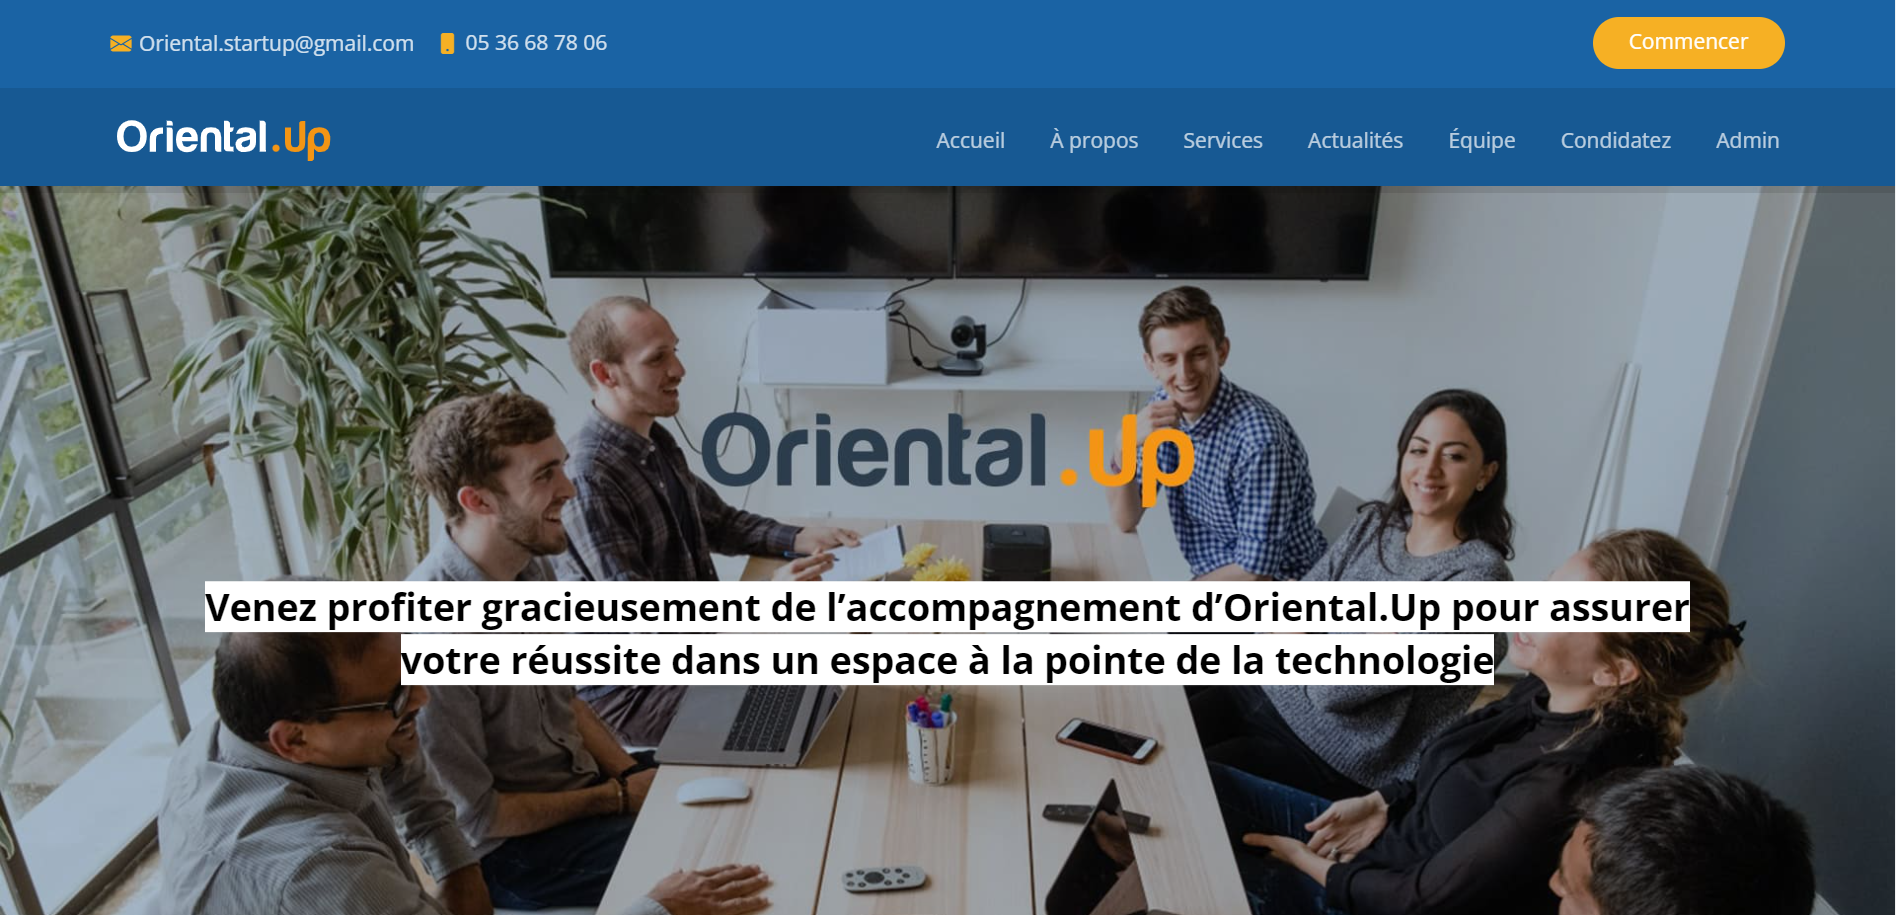 Oriental.startup@gmail.com 05 36 68 78 06 Commencer
Oriental.Up Accueil À propos Services Actualités Équipe Condidatez Admin
Oriental.Up
Venez profiter gracieusement de l’accompagnement d’Oriental.Up pour assurer
votre réussite dans un espace à la pointe de la technologie